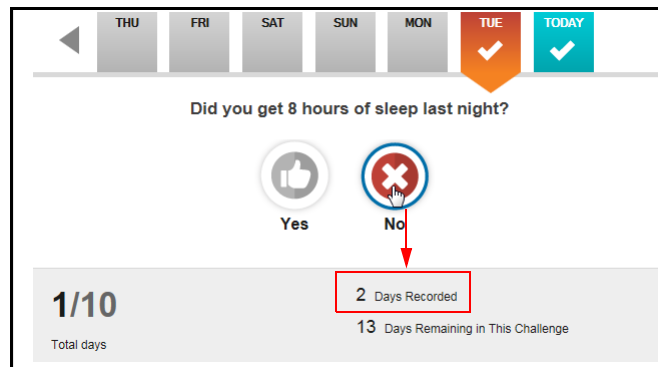 THU FRI SAT SUN MON TUE TODAY
Did you get 8 hours of sleep last night?
Yes No
1/10
Total days
2 Days Recorded
13 Days Remaining in This Challenge